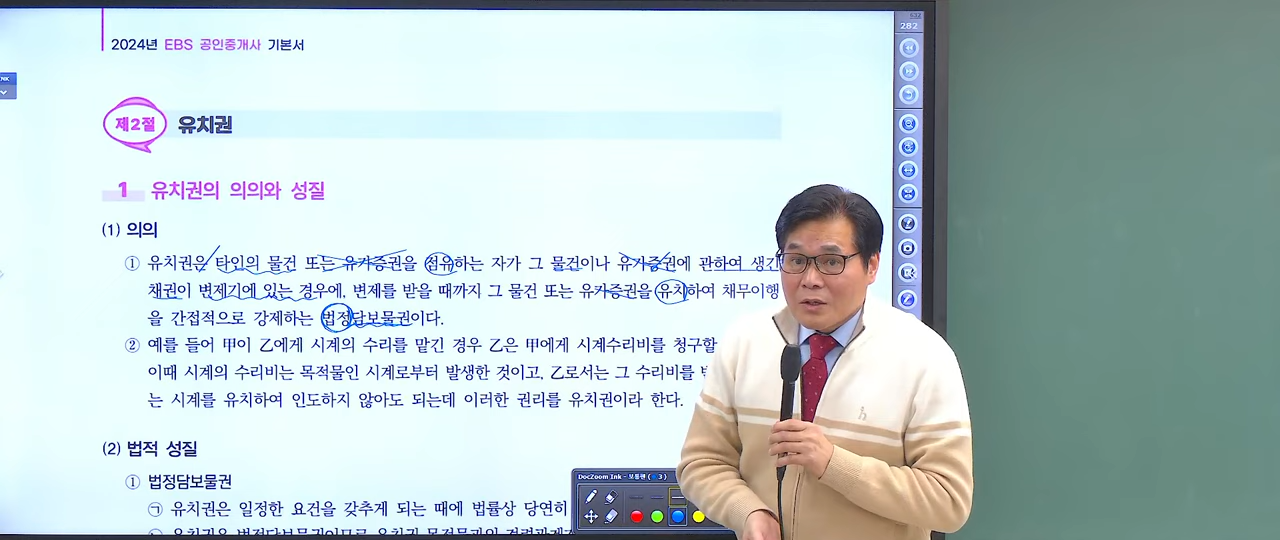 282
2024년 EBS 공인중개사 기본서
제2절 유치권
1 유치권의 의의와 성질
(1) 의의
① 유치권은 타인의 물건 또는 유가증권을 점유하는 자가 그 물건이나 유가증권에 관하여 생긴
채권이 변제기에 있는 경우에, 변제를 받을 때까지 그 물건 또는 유가증권을 유치하여 채무이행
을 간접적으로 강제하는 법정담보물권이다.
② 예를 들어 甲이 乙에게 시계의 수리를 맡긴 경우 乙은 甲에게 시계수리비를 청구할
이때 시계의 수리비는 목적물인 시계로부터 발생한 것이고, 乙로서는 그 수리비를
는 시계를 유치하여 인도하지 않아도 되는데 이러한 권리를 유치권이라 한다.
(2) 법적 성질
① 법정담보물권
㉠ 유치권은 일정한 요건을 갖추게 되는 때에 법률상 당연히
DocZoom Ink - 보통펜 ( 3 )